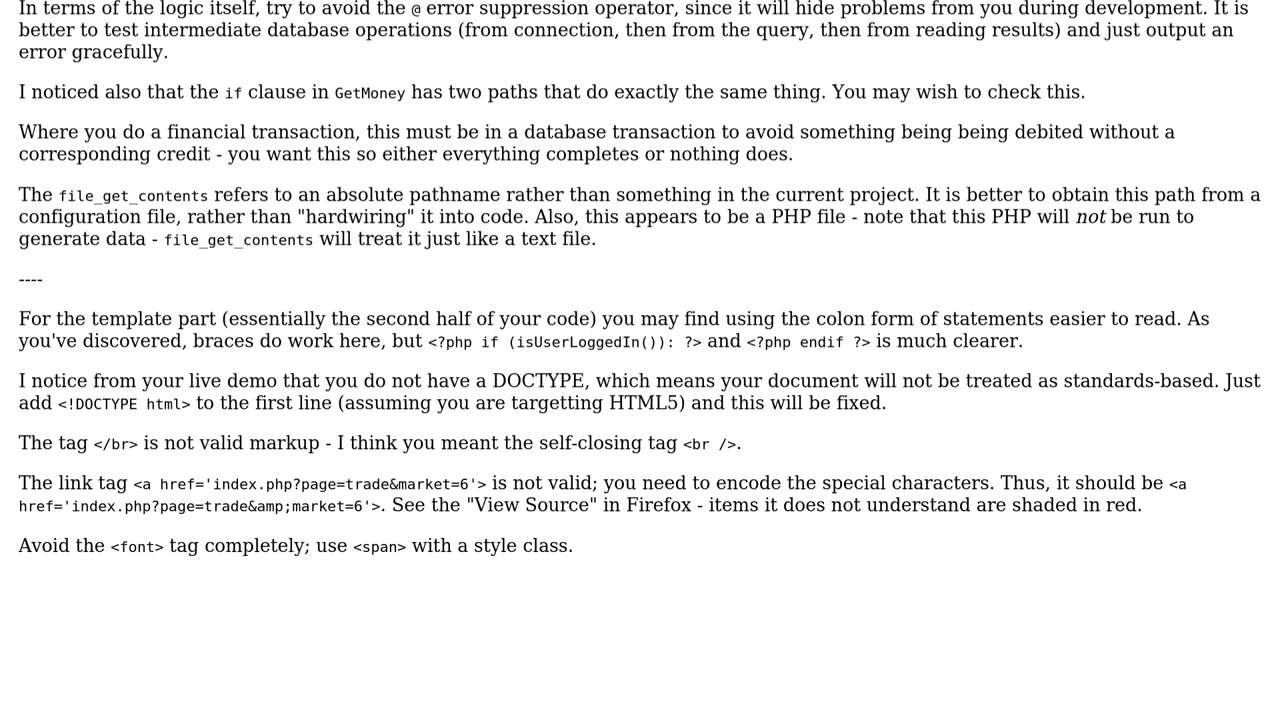 In terms of the logic itself, try to avoid the @ error suppression operator, since it will hide problems from you during development. It is
better to test intermediate database operations (from connection, then from the query, then from reading results) and just output an
error gracefully.
I noticed also that the if clause in GetMoney has two paths that do exactly the same thing. You may wish to check this.
Where you do a financial transaction, this must be in a database transaction to avoid something being being debited without a
corresponding credit - you want this so either everything completes or nothing does.
The file_get_contents refers to an absolute pathname rather than something in the current project. It is better to obtain this path from a
configuration file, rather than "hardwiring" it into code. Also, this appears to be a PHP file - note that this PHP will not be run to
generate data - file_get_contents will treat it just like a text file.
----
For the template part (essentially the second half of your code) you may find using the colon form of statements easier to read. As
you've discovered, braces do work here, but <?php if (isUserLoggedIn()): ?> and <?php endif ?> is much clearer.
I notice from your live demo that you do not have a DOCTYPE, which means your document will not be treated as standards-based. Just
add <!DOCTYPE html> to the first line (assuming you are targetting HTML5) and this will be fixed.
The tag </br> is not valid markup - I think you meant the self-closing tag <br />.
The link tag <a href='index.php?page=trade&market=6'> is not valid; you need to encode the special characters. Thus, it should be <a
href='index.php?page=trade&amp;market=6'>. See the "View Source" in Firefox - items it does not understand are shaded in red.
Avoid the <font> tag completely; use <span> with a style class.